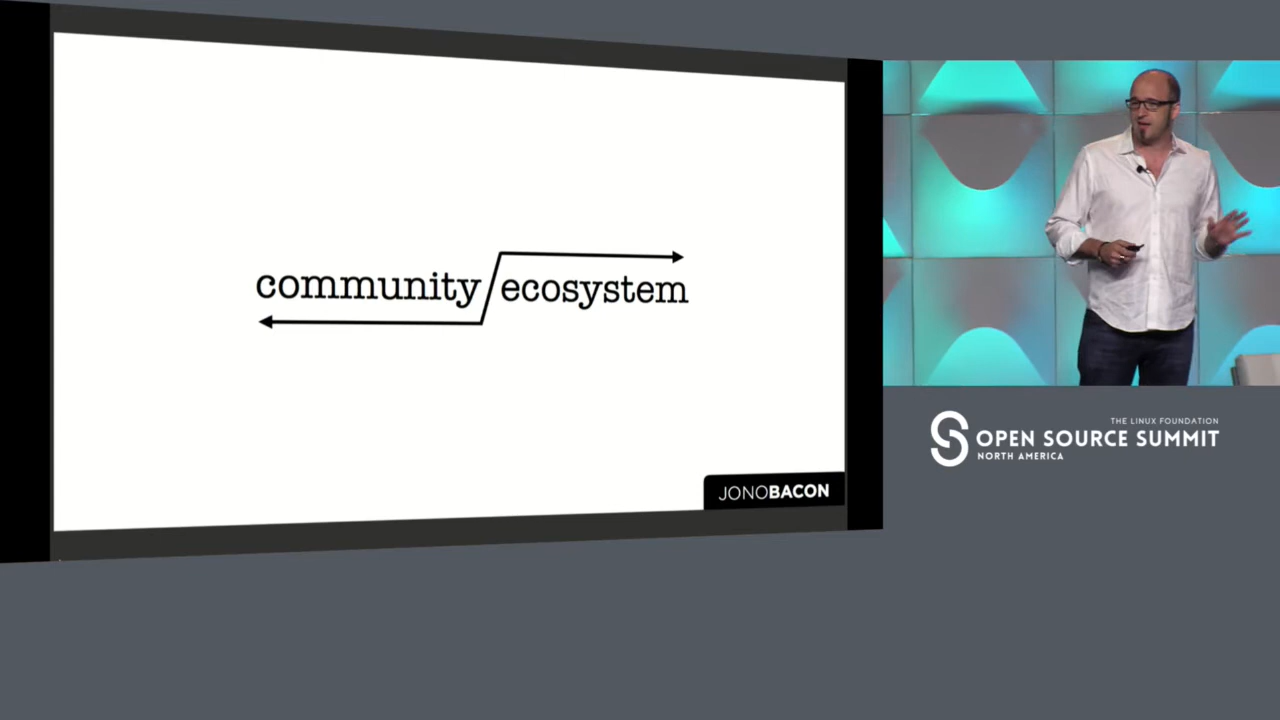 community/ecosystem
JONOBACON
THE LINUX FOUNDATION
OPEN SOURCE SUMMIT
NORTH AMERICA